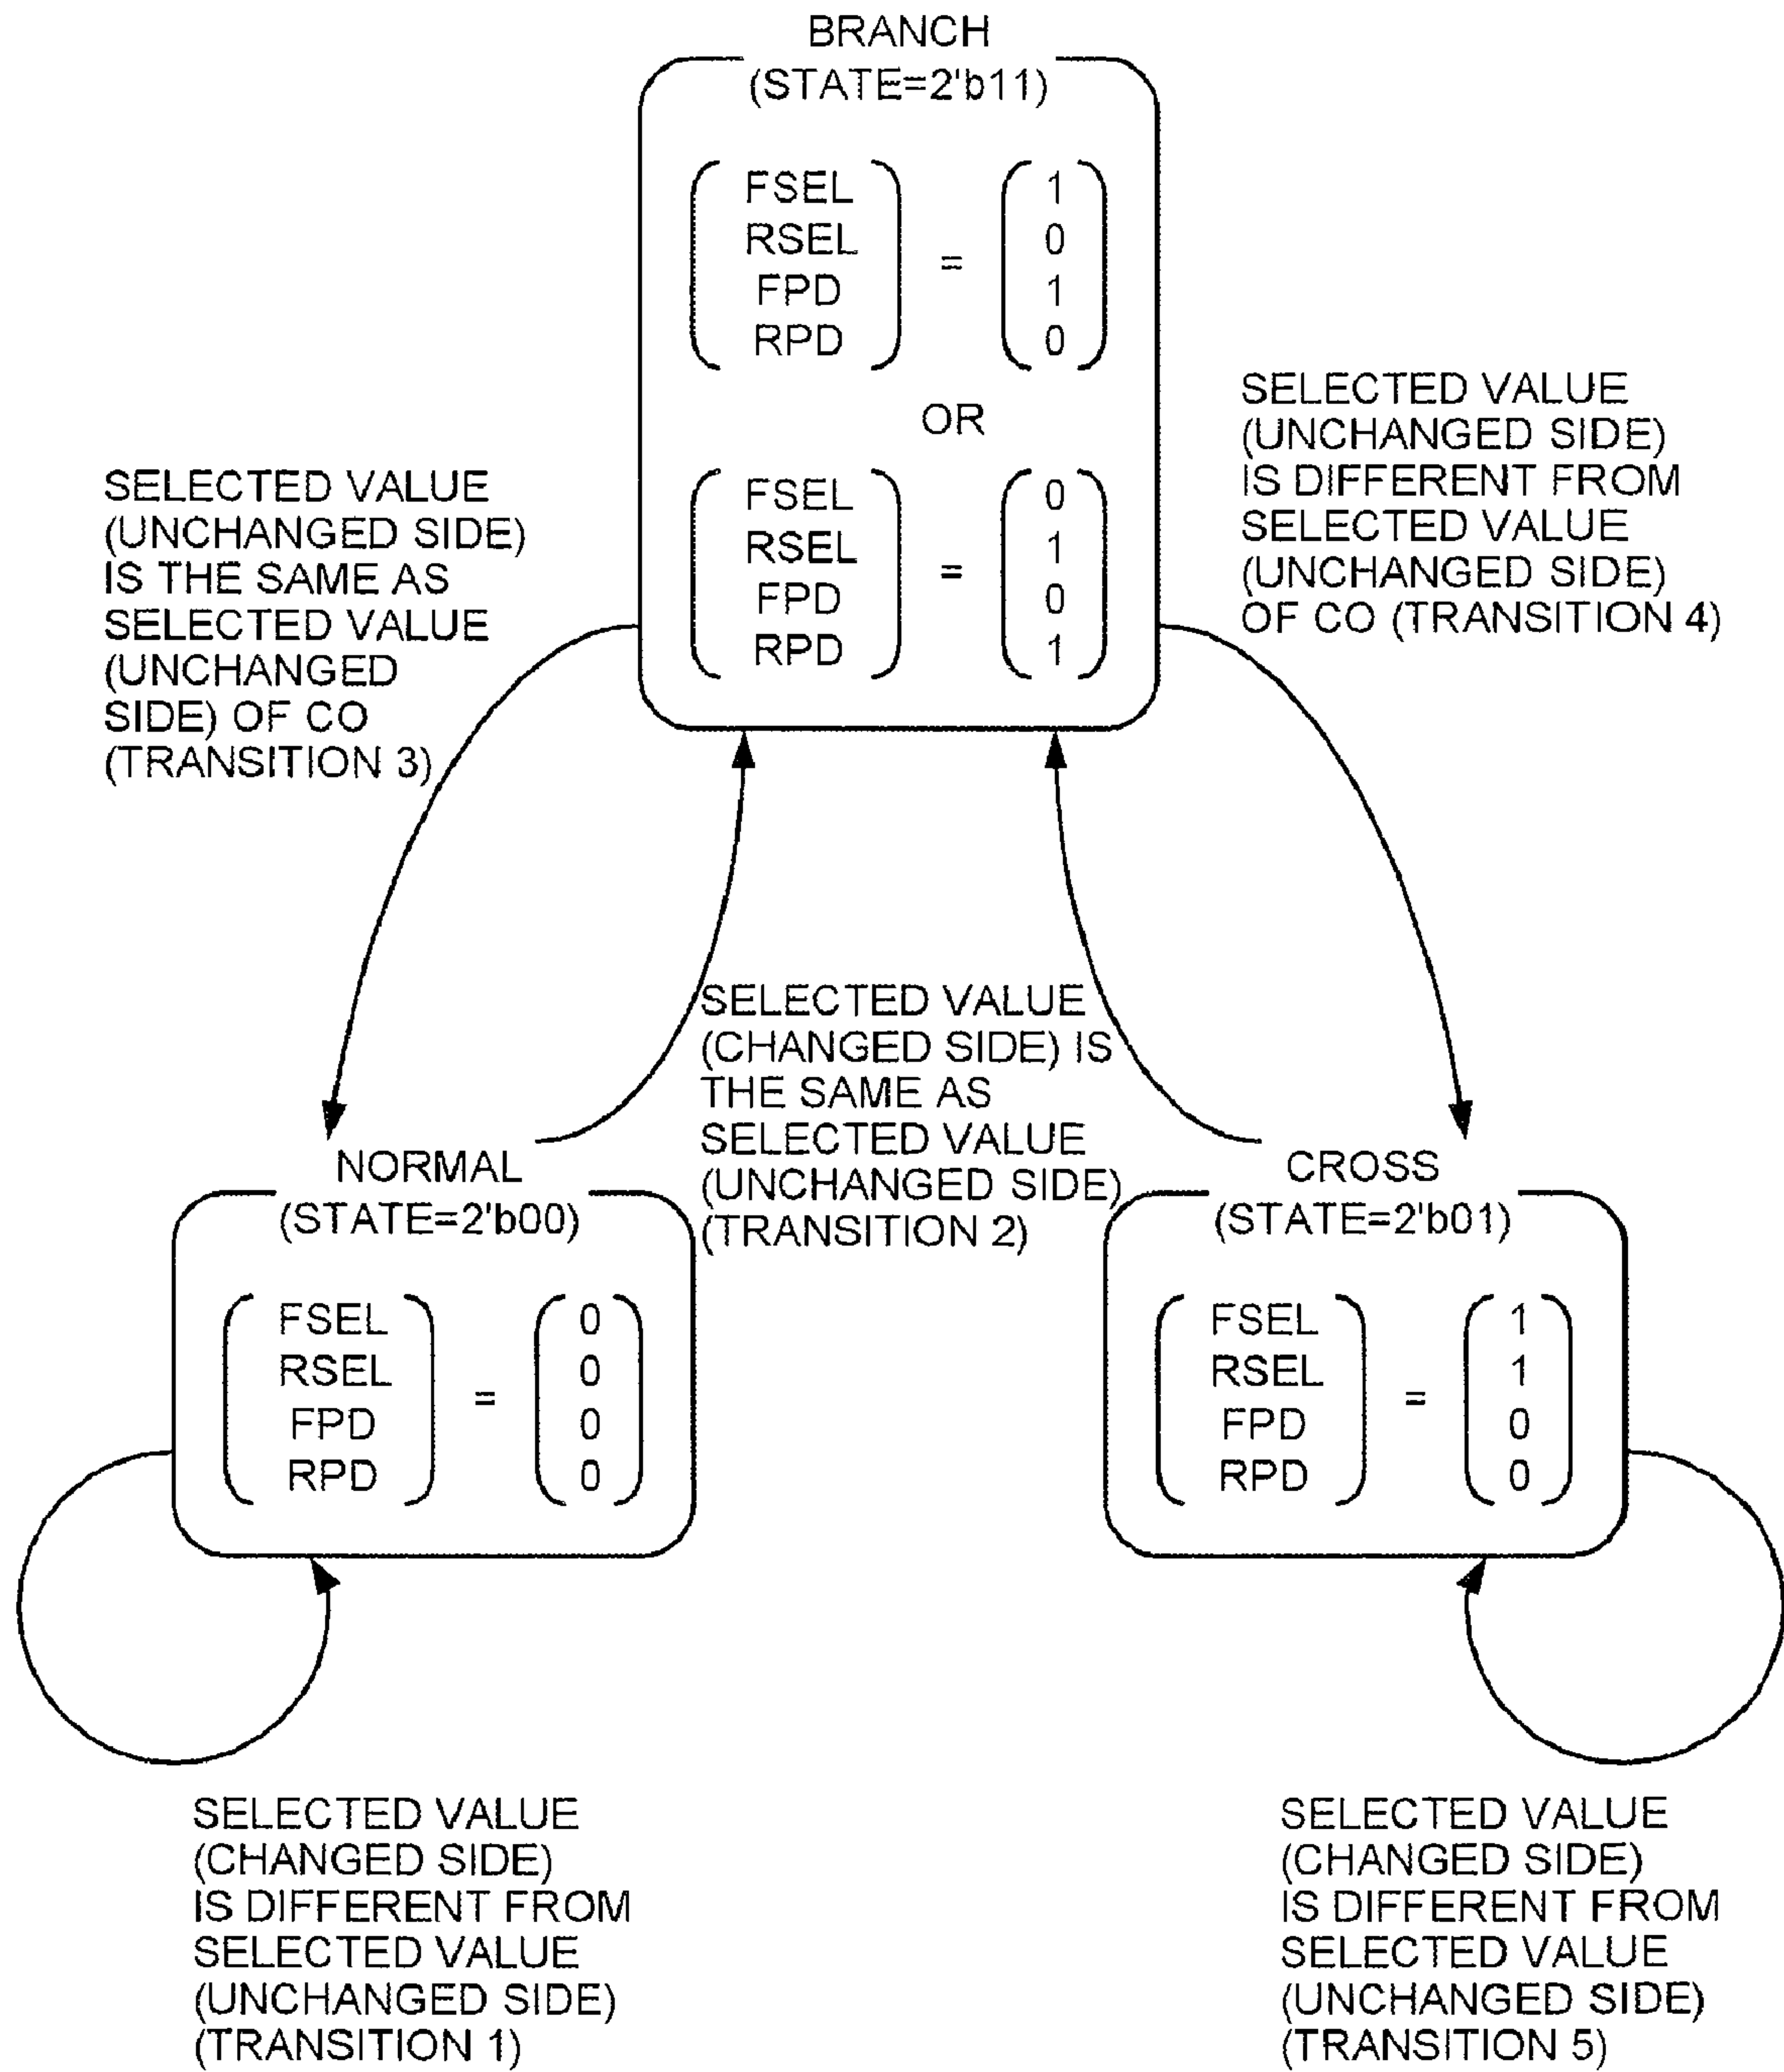 BRANCH
(STATE=2'b11)
FSEL
RSEL
FPD
RPD
=
1
0
1
0
OR
FSEL
RSEL
FPD
RPD
=
0
1
0
1
SELECTED VALUE
(UNCHANGED SIDE)
IS THE SAME AS
SELECTED VALUE
(UNCHANGED
SIDE) OF CO
(TRANSITION 3)
SELECTED VALUE
(UNCHANGED SIDE)
IS DIFFERENT FROM
SELECTED VALUE
(UNCHANGED SIDE)
OF CO (TRANSITION 4)
SELECTED VALUE
(CHANGED SIDE) IS
THE SAME AS
SELECTED VALUE
(UNCHANGED SIDE)
(TRANSITION 2)
NORMAL
(STATE=2'b00)
FSEL
RSEL
FPD
RPD
=
0
0
0
0
CROSS
(STATE=2'b01)
FSEL
RSEL
FPD
RPD
=
1
1
0
0
SELECTED VALUE
(CHANGED SIDE)
IS DIFFERENT FROM
SELECTED VALUE
(UNCHANGED SIDE)
(TRANSITION 1)
SELECTED VALUE
(CHANGED SIDE)
IS DIFFERENT FROM
SELECTED VALUE
(UNCHANGED SIDE)
(TRANSITION 5)